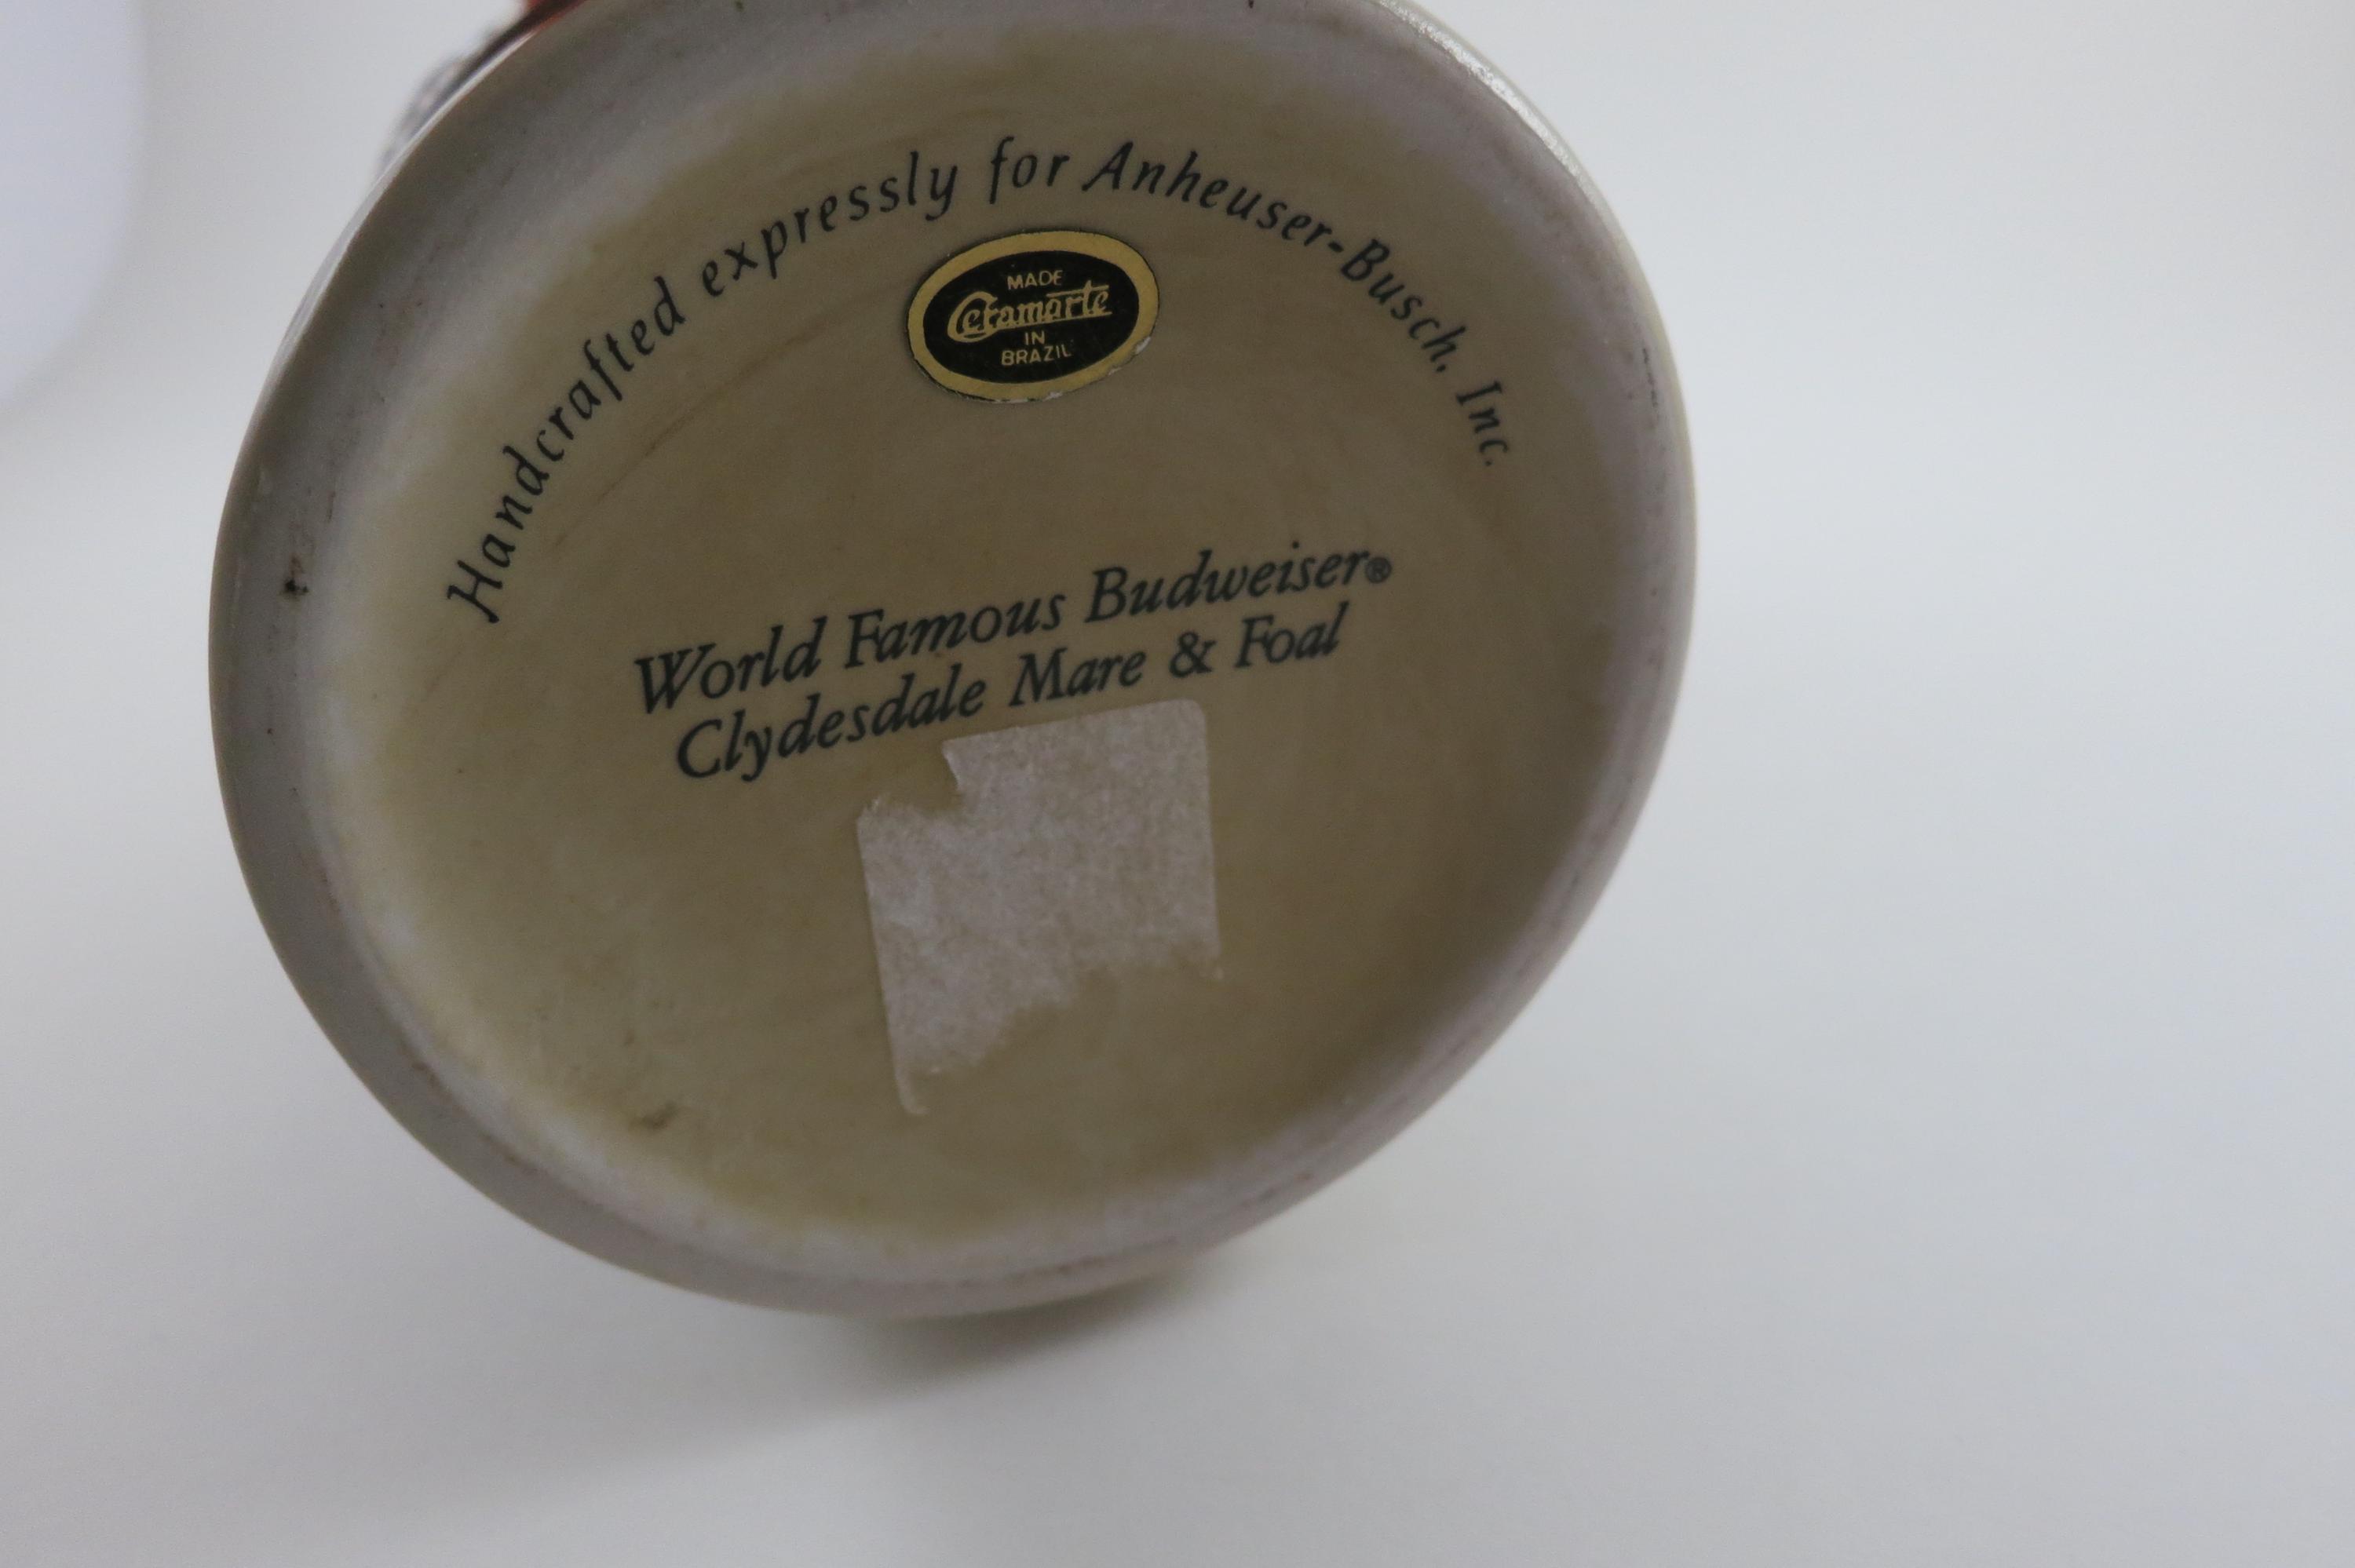 Handcrafted expressly for Anheuser-Busch, Inc.
MADE
Ceramarte
IN
BRAZIL
World Famous Budweiser®
Clydesdale Mare & Foal